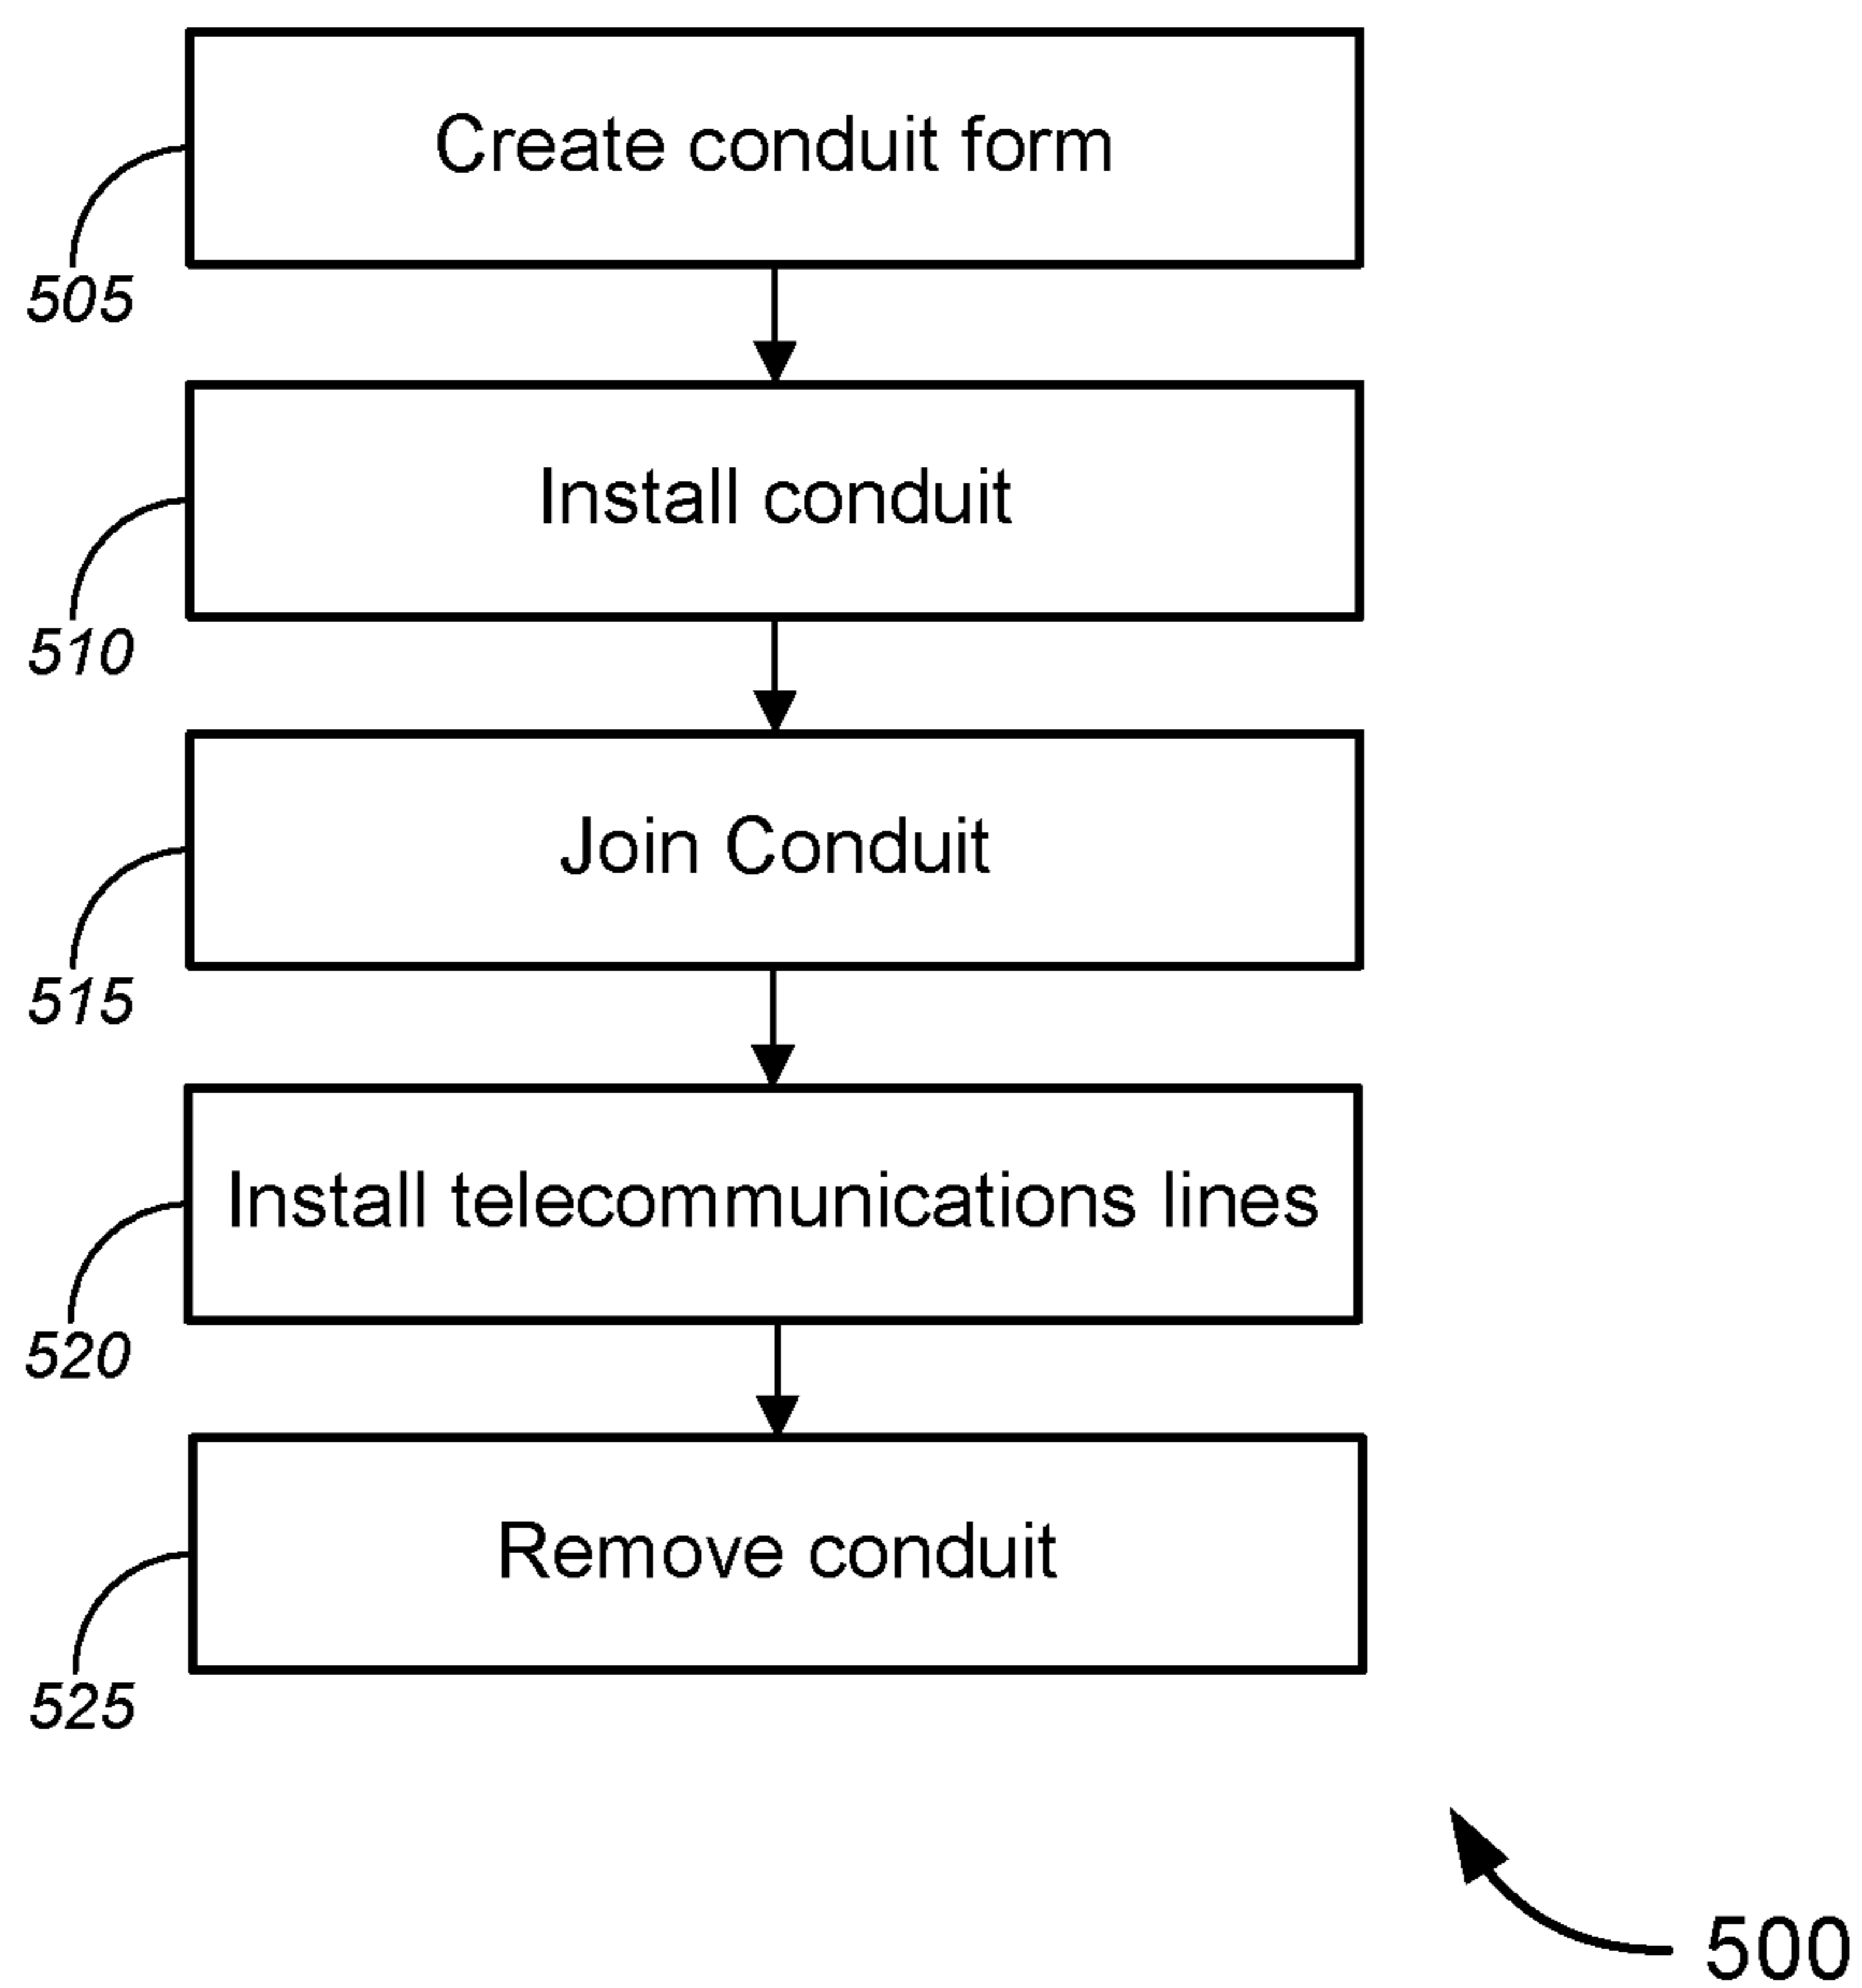 Create conduit form
505
Install conduit
510
Join Conduit
515
Install telecommunications lines
520
Remove conduit
525
500